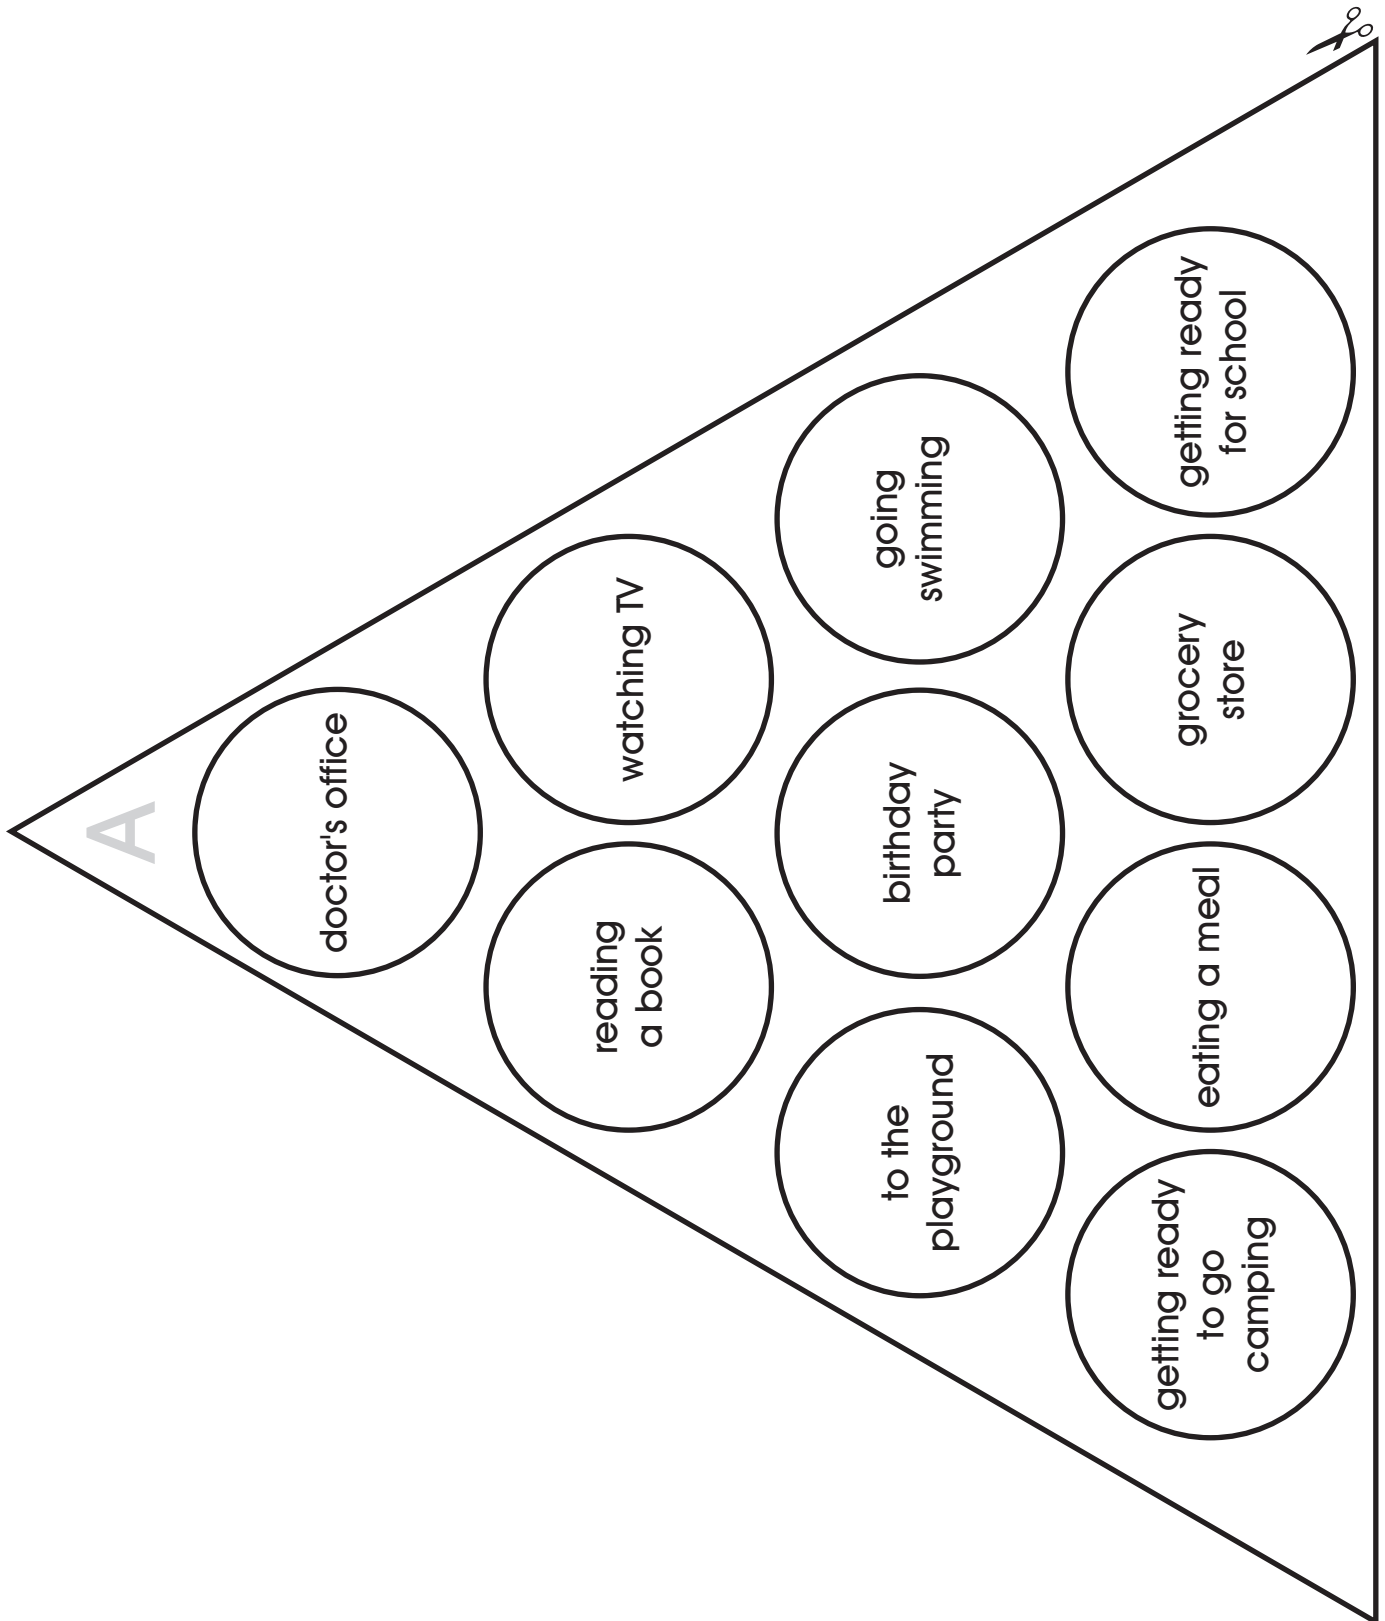 A
doctor's office
reading
a book
watching TV
to the
playground
birthday
party
going
swimming
getting ready
to go
camping
eating a meal
grocery
store
getting ready
for school